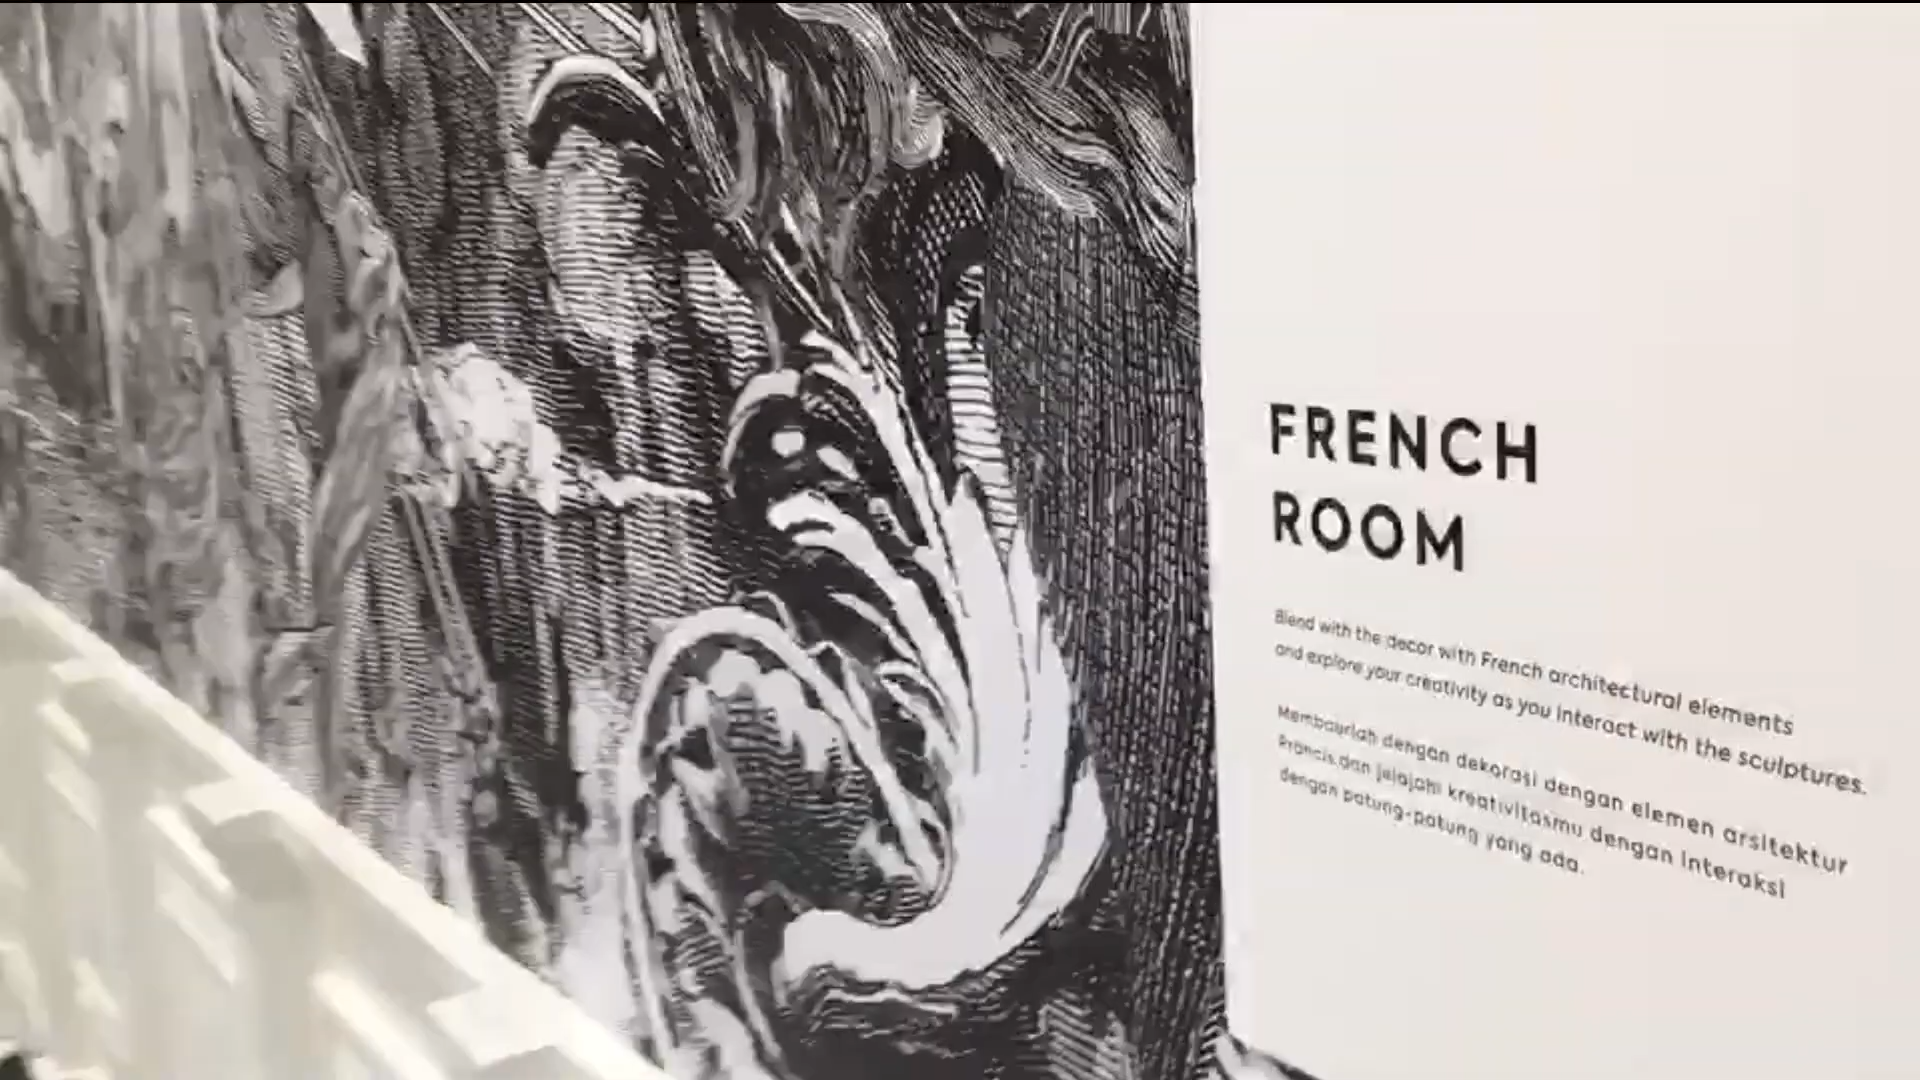 FRENCH
ROOM
Blend with the decor with French architectural elements
and explore your creativity as you interact with the sculptures.
Membaurlah dengan dekorasi dengan elemen arsitektur
Prancis dan jelajahi kreativitasmu dengan interaksi
dengan patung-patung yang ada.